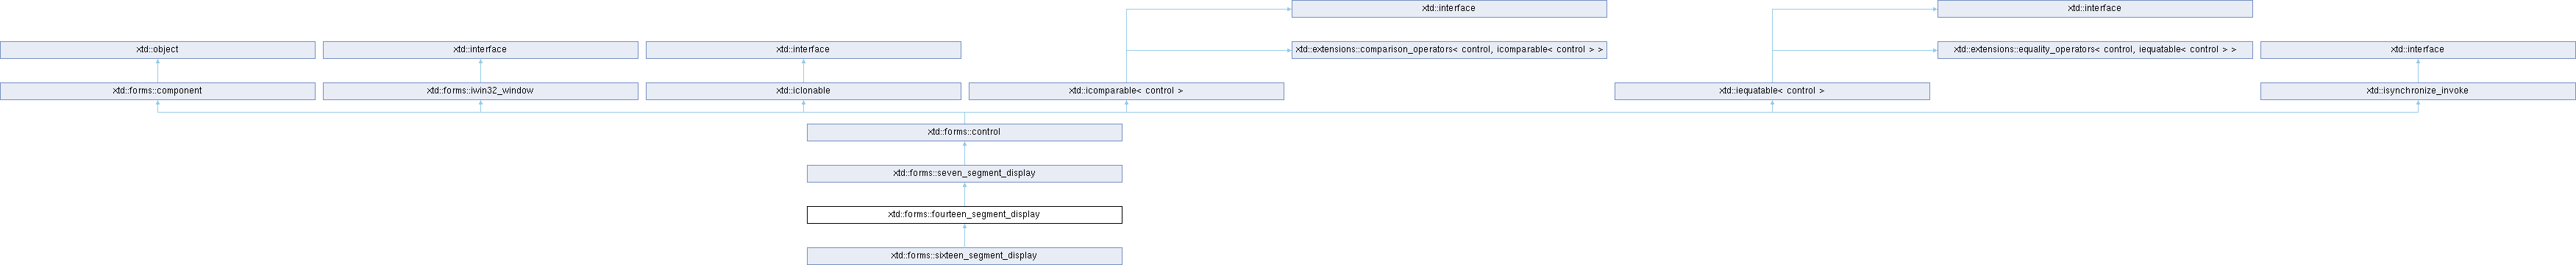 xtd::interface
xtd::interface
xtd::object
xtd::interface
xtd::interface
xtd::extensions::comparison_operators< control, icomparable< control > >
xtd::extensions::equality_operators< control, iequatable< control > >
xtd::interface
xtd::forms::component
xtd::forms::iwin32_window
xtd::iclonable
xtd::icomparable< control >
xtd::iequatable< control >
xtd::isynchronize_invoke
xtd::forms::control
xtd::forms::seven_segment_display
xtd::forms::fourteen_segment_display
xtd::forms::sixteen_segment_display